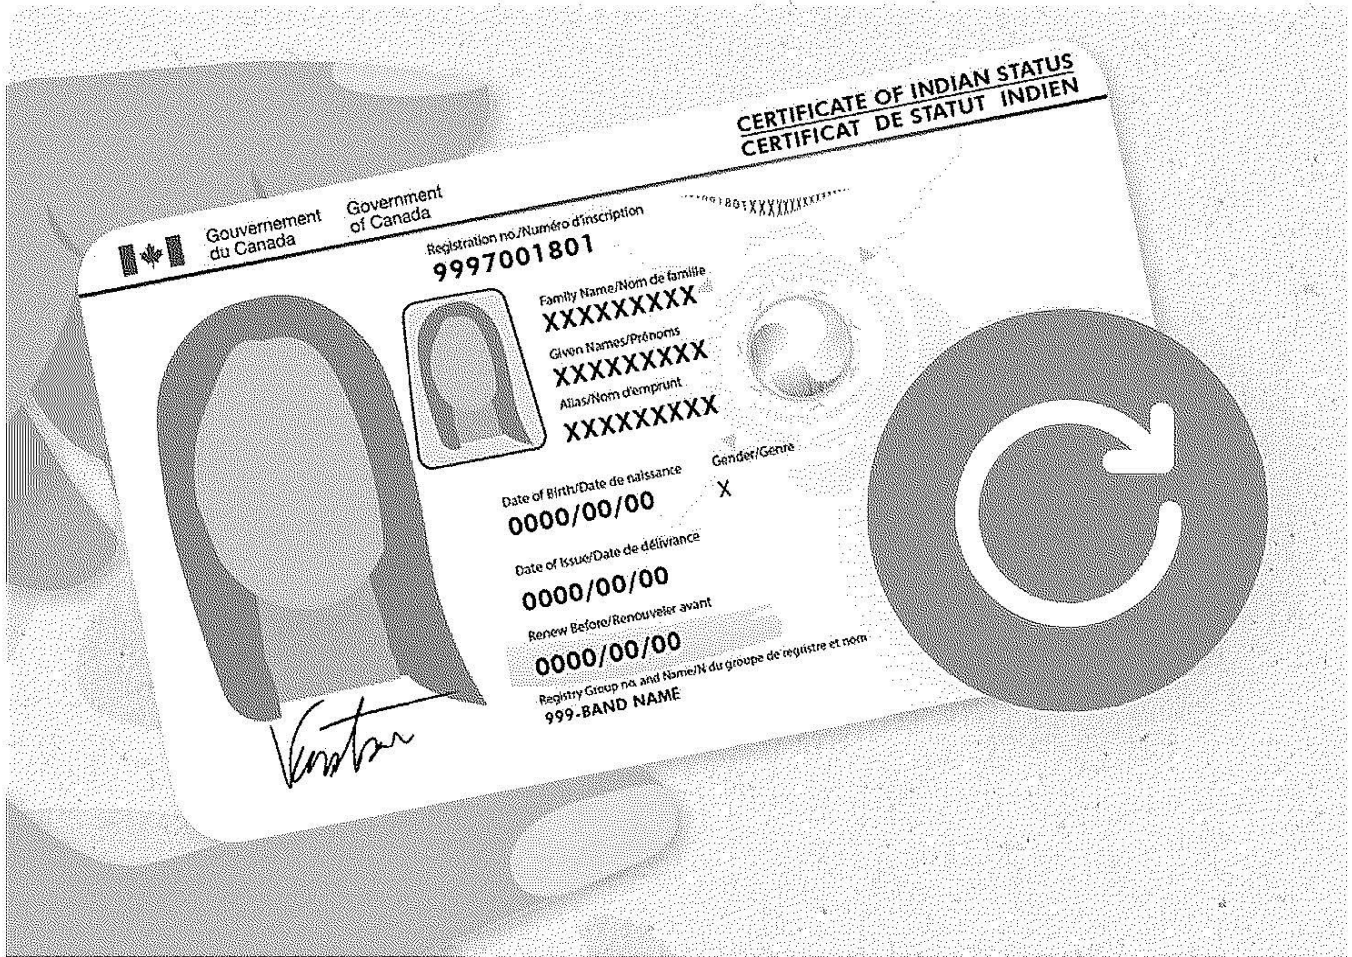 CERTIFICATE OF INDIAN STATUS
CERTIFICAT DE STATUT INDIEN
Gouvernement du Canada
Government of Canada
Registration no./Numéro d'inscription
9997001801
Family Name/Nom de famille
XXXXXXXXX
Given Names/Prénoms
XXXXXXXXX
Alias/Nom d'emprunt
XXXXXXXXX
Date of Birth/Date de naissance
0000/00/00
Gender/Genre
X
Date of Issue/Date de délivrance
0000/00/00
Renew Before/Renouveler avant
0000/00/00
Registry Group no. and Name/N du groupe de registre et nom
999-BAND NAME